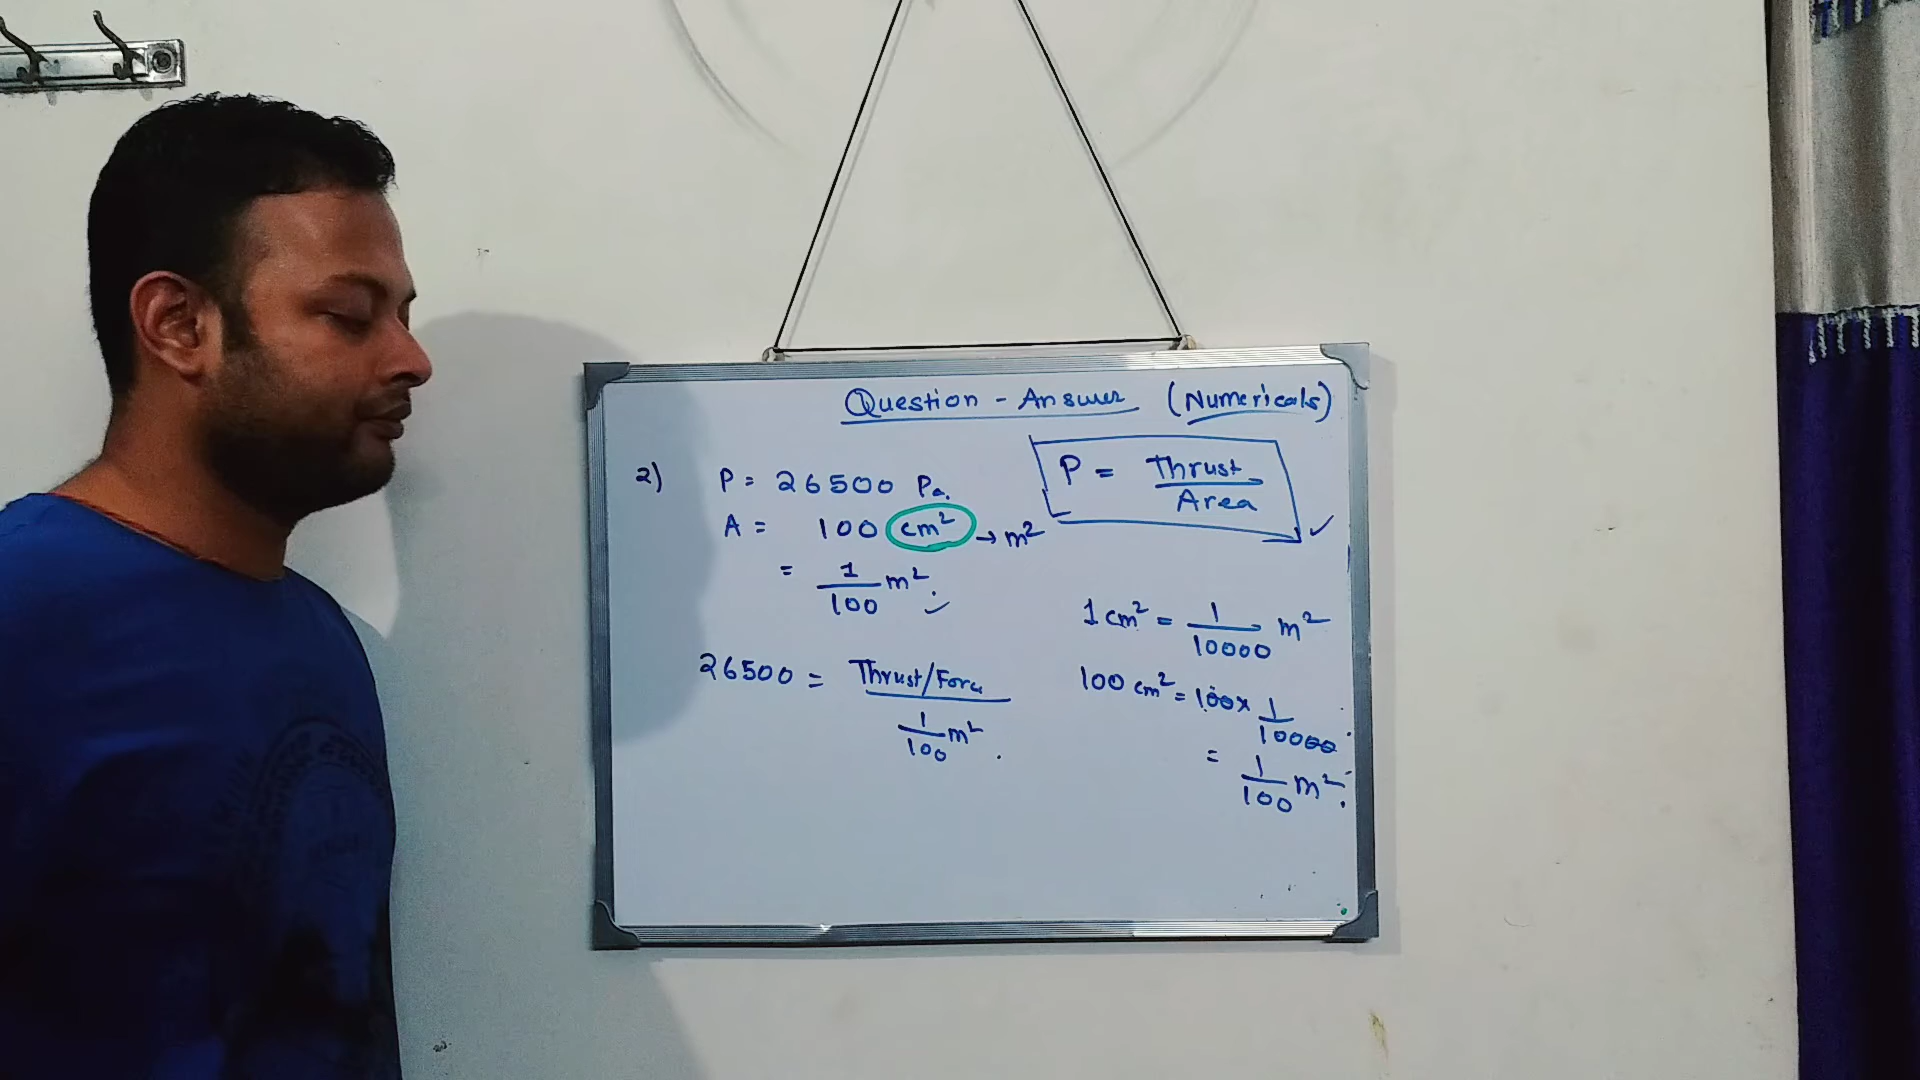 Question - Answer (Numericals)
2) P = 26500 Pa.
P = Thrust / Area ✓
A = 100 cm² → m²
= 1/100 m². ✓
1 cm² = 1/10000 m²
26500 = Thrust/Force / 1/100 m².
100 cm² = 100 × 1/10000.
= 1/100 m².